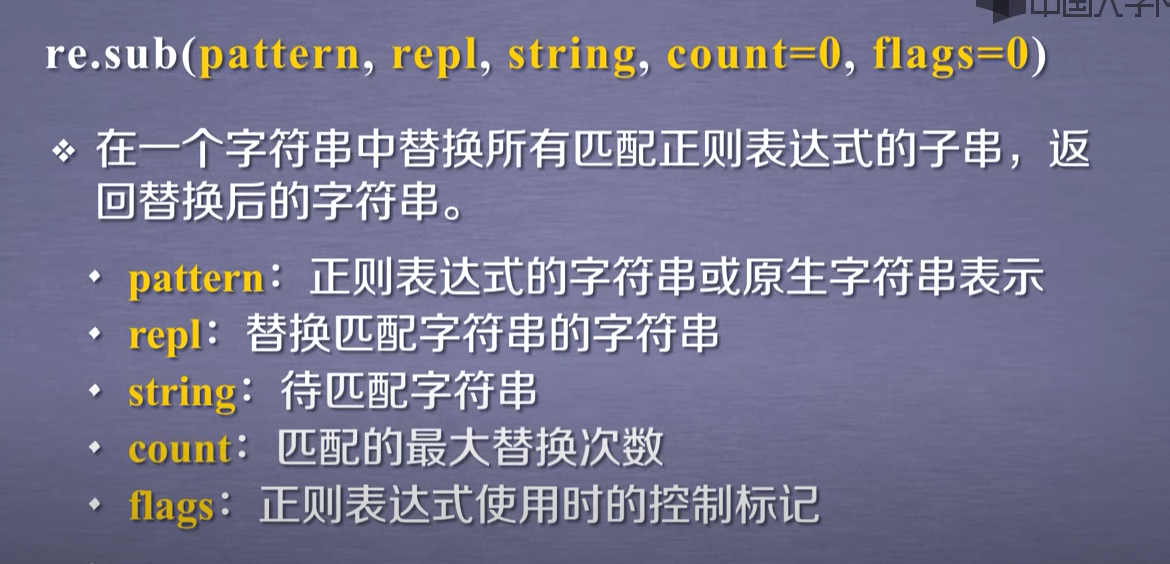 re.sub(pattern, repl, string, count=0, flags=0)
在一个字符串中替换所有匹配正则表达式的子串，返
回替换后的字符串。
pattern：正则表达式的字符串或原生字符串表示
repl：替换匹配字符串的字符串
string：待匹配字符串
count：匹配的最大替换次数
flags：正则表达式使用时的控制标记